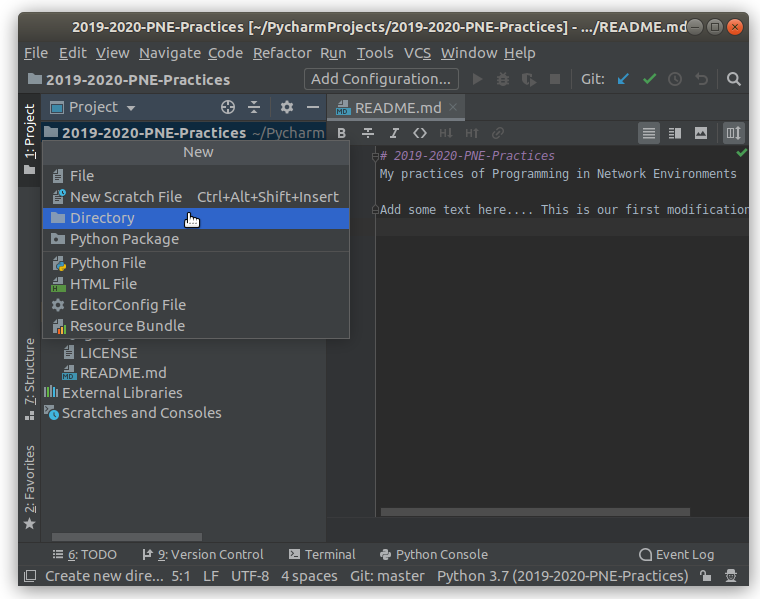 2019-2020-PNE-Practices [~/PycharmProjects/2019-2020-PNE-Practices] - .../README.md
File Edit View Navigate Code Refactor Run Tools VCS Window Help
2019-2020-PNE-Practices Add Configuration... Git:
1: Project
Project
README.md
2019-2020-PNE-Practices ~/Pycharm
New
File
New Scratch File Ctrl+Alt+Shift+Insert
Directory
Python Package
Python File
HTML File
EditorConfig File
Resource Bundle
LICENSE
README.md
External Libraries
Scratches and Consoles
7: Structure
2: Favorites
B I <> H↓ H↑
# 2019-2020-PNE-Practices
My practices of Programming in Network Environments
Add some text here.... This is our first modification
6: TODO 9: Version Control Terminal Python Console Event Log
Create new dire... 5:1 LF UTF-8 4 spaces Git: master Python 3.7 (2019-2020-PNE-Practices)